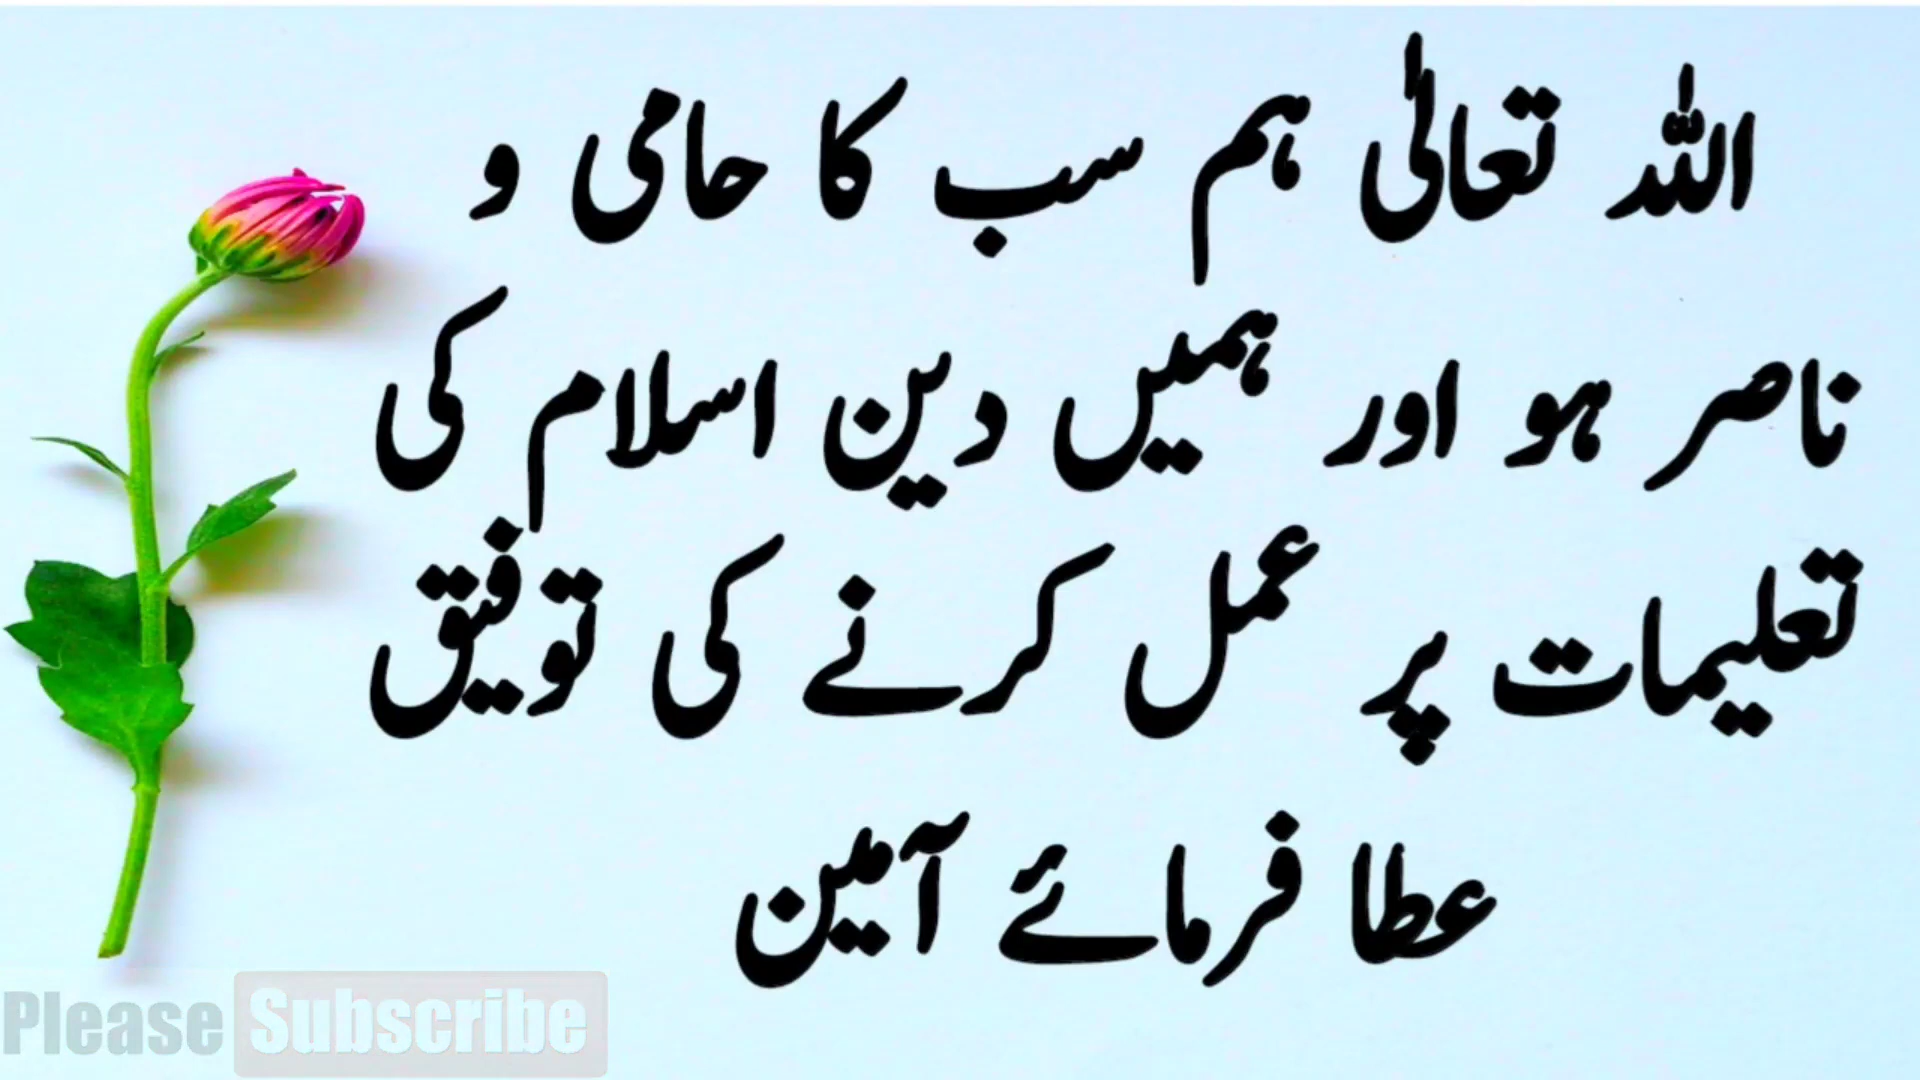 اللہ تعالٰی ہم سب کا حامی و
ناصر ہو اور ہمیں دین اسلام کی
تعلیمات پر عمل کرنے کی توفیق
عطا فرمائے آمین
Please Subscribe